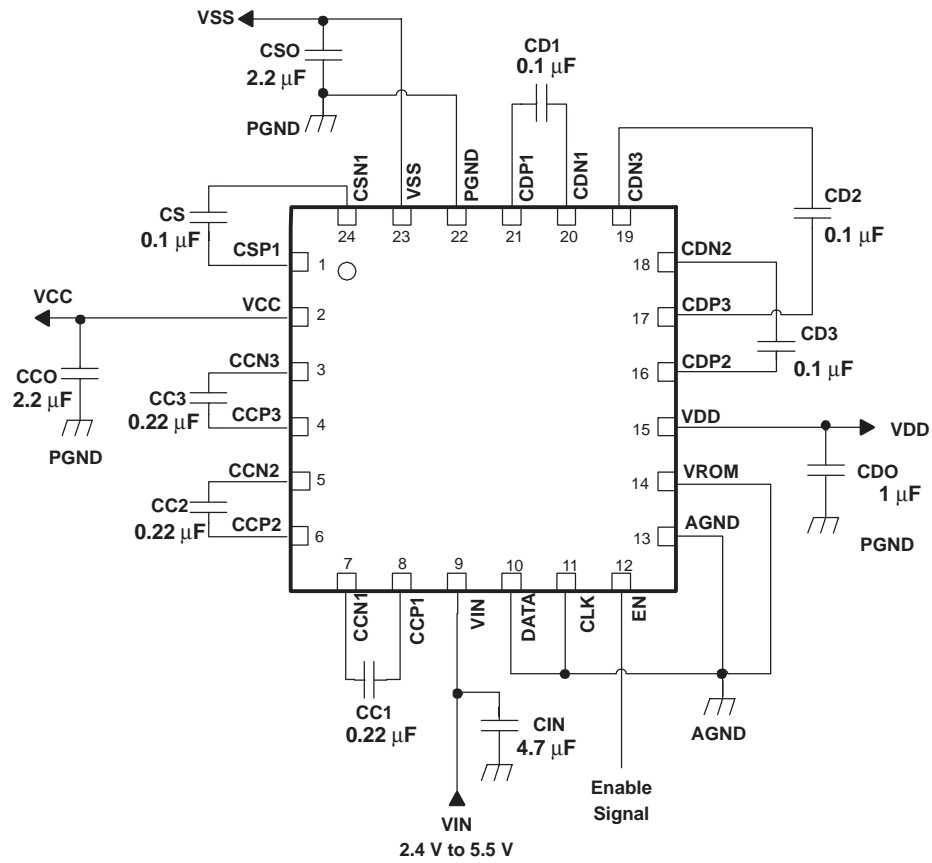 VSS
CSO
2.2 μF
PGND
CD1
0.1 μF
CSN1
VSS
PGND
CDP1
CDN1
CDN3
24
23
22
21
20
19
CS
0.1 μF
CSP1
1
VCC
VCC
2
CCO
2.2 μF
PGND
CCN3
3
CC3
0.22 μF
CCP3
4
CCN2
5
CC2
0.22 μF
CCP2
6
18
CDN2
CD2
0.1 μF
17
CDP3
CD3
0.1 μF
16
CDP2
15
VDD
VDD
CDO
1 μF
PGND
14
VROM
13
AGND
7
8
9
10
11
12
CCN1
CCP1
VIN
DATA
CLK
EN
CC1
0.22 μF
CIN
4.7 μF
AGND
Enable
Signal
VIN
2.4 V to 5.5 V